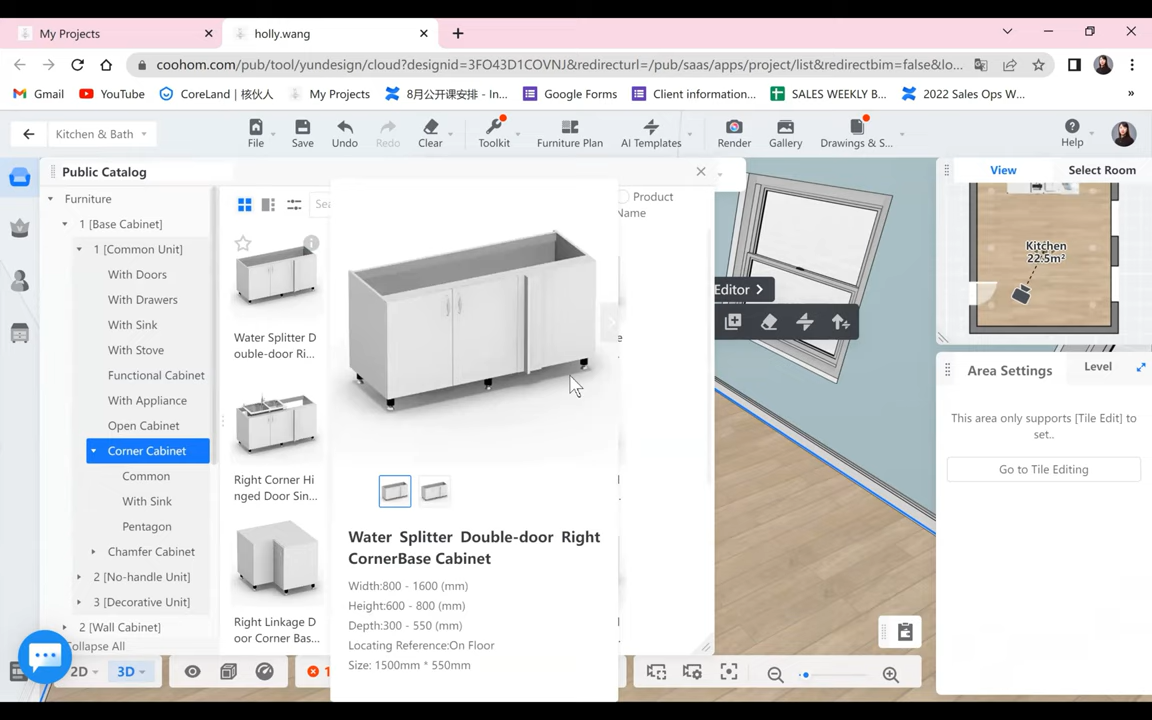 My Projects
holly.wang
coohom.com/pub/tool/yundesign/cloud?designid=3FO43D1COVNJ&redirecturl=/pub/saas/apps/project/list&redirectbim=false&lo...
Gmail
YouTube
CoreLand | 核伙人
My Projects
8月公开课安排 - In...
Google Forms
Client information...
SALES WEEKLY B...
2022 Sales Ops W...
»
Kitchen & Bath
File
Save
Undo
Redo
Clear
Toolkit
Furniture Plan
AI Templates
Render
Gallery
Drawings & S...
Help
Public Catalog
Furniture
1 [Base Cabinet]
1 [Common Unit]
With Doors
With Drawers
With Sink
With Stove
Functional Cabinet
With Appliance
Open Cabinet
Corner Cabinet
Common
With Sink
Pentagon
Chamfer Cabinet
2 [No-handle Unit]
3 [Decorative Unit]
2 [Wall Cabinet]
Collapse All
Sea
Product
Name
Water Splitter D
ouble-door Ri...
Right Corner Hi
nged Door Sin...
Right Linkage D
oor Corner Bas...
Water Splitter Double-door Right
CornerBase Cabinet
Width:800 - 1600 (mm)
Height:600 - 800 (mm)
Depth:300 - 550 (mm)
Locating Reference:On Floor
Size: 1500mm * 550mm
Editor
View
Select Room
Kitchen
22.5m²
Area Settings
Level
This area only supports [Tile Edit] to
set..
Go to Tile Editing
2D
3D
1